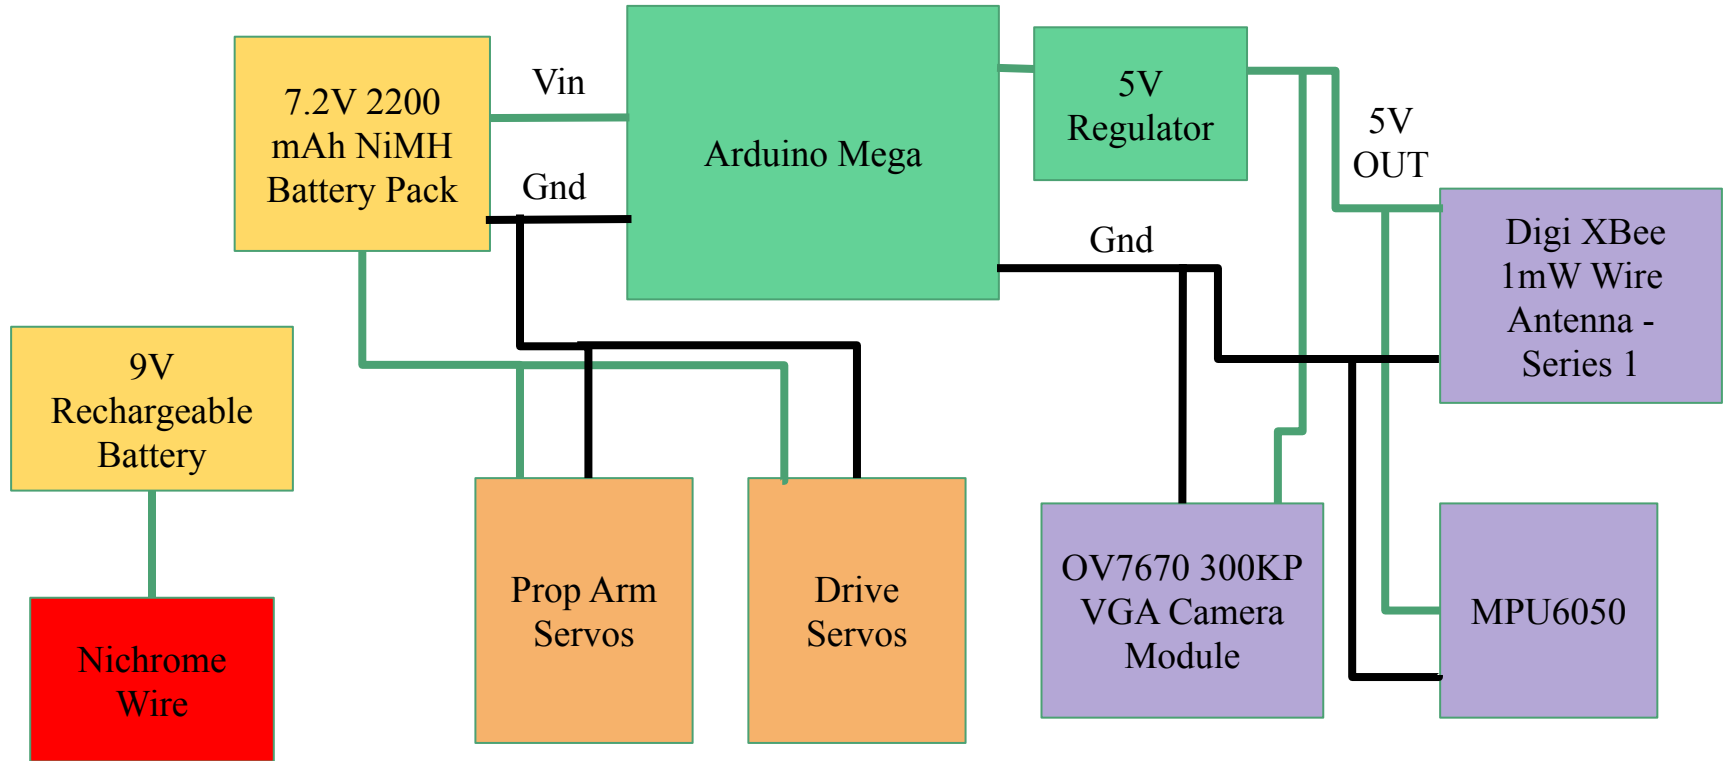 7.2V 2200
mAh NiMH
Battery Pack
Vin
Gnd
Arduino Mega
5V
Regulator
5V
OUT
Gnd
Digi XBee
1mW Wire
Antenna -
Series 1
9V
Rechargeable
Battery
Nichrome
Wire
Prop Arm
Servos
Drive
Servos
OV7670 300KP
VGA Camera
Module
MPU6050